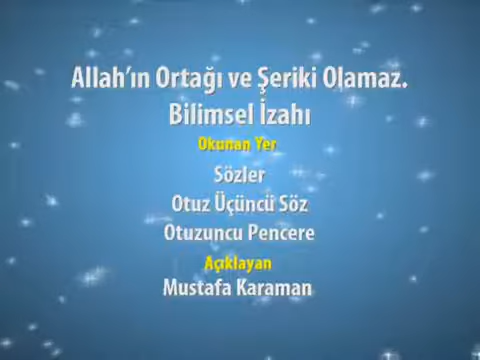 Allah'ın Ortağı ve Şeriki Olamaz.
Bilimsel İzahı
Okunan Yer
Sözler
Otuz Üçüncü Söz
Otuzuncu Pencere
Açıklayan
Mustafa Karaman